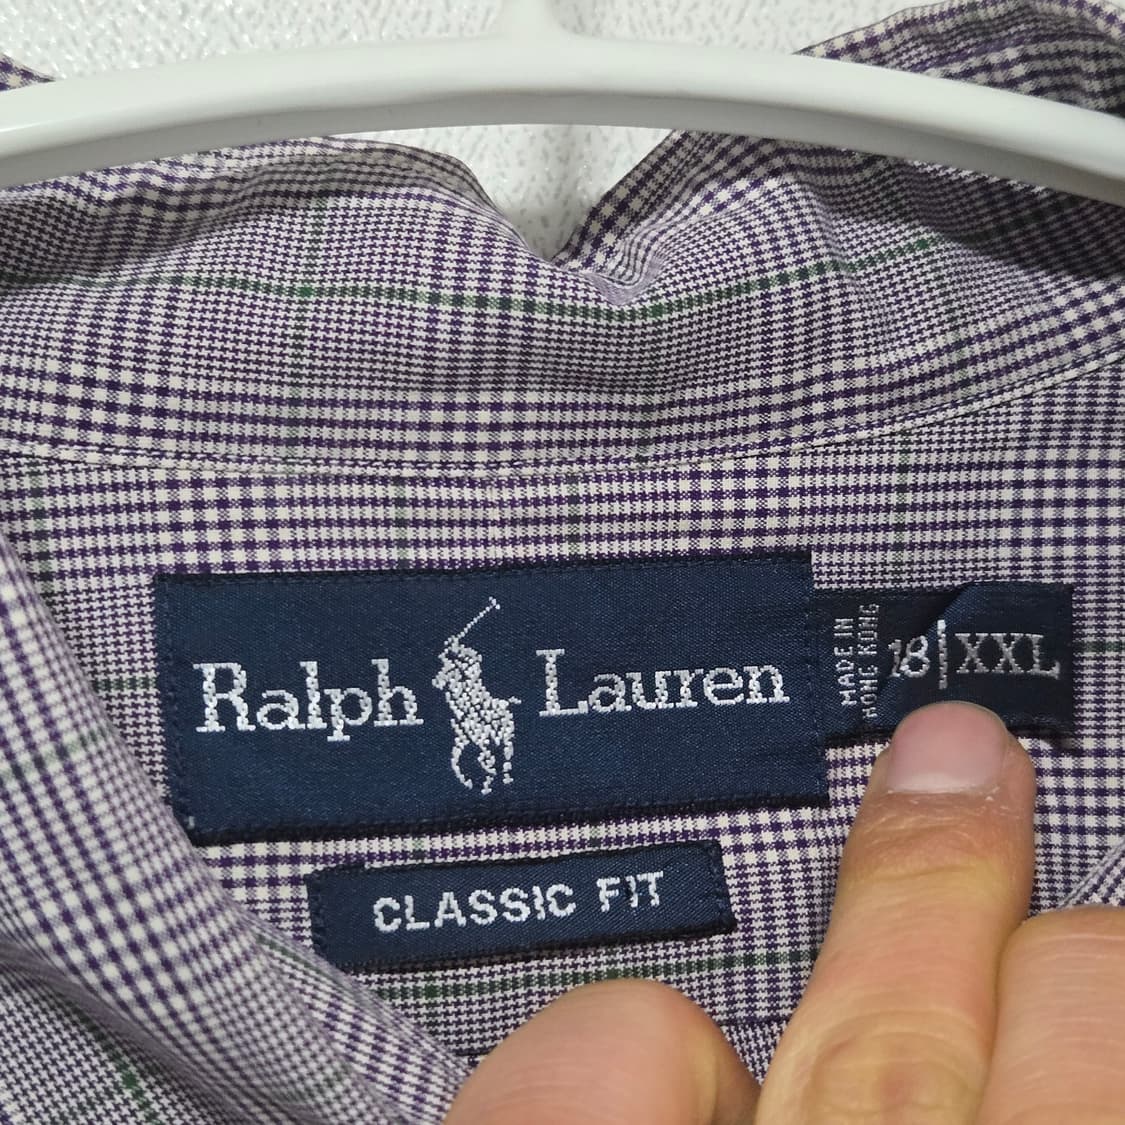 Ralph Lauren
MADE IN
HONG KONG
18|XXL
CLASSIC FIT